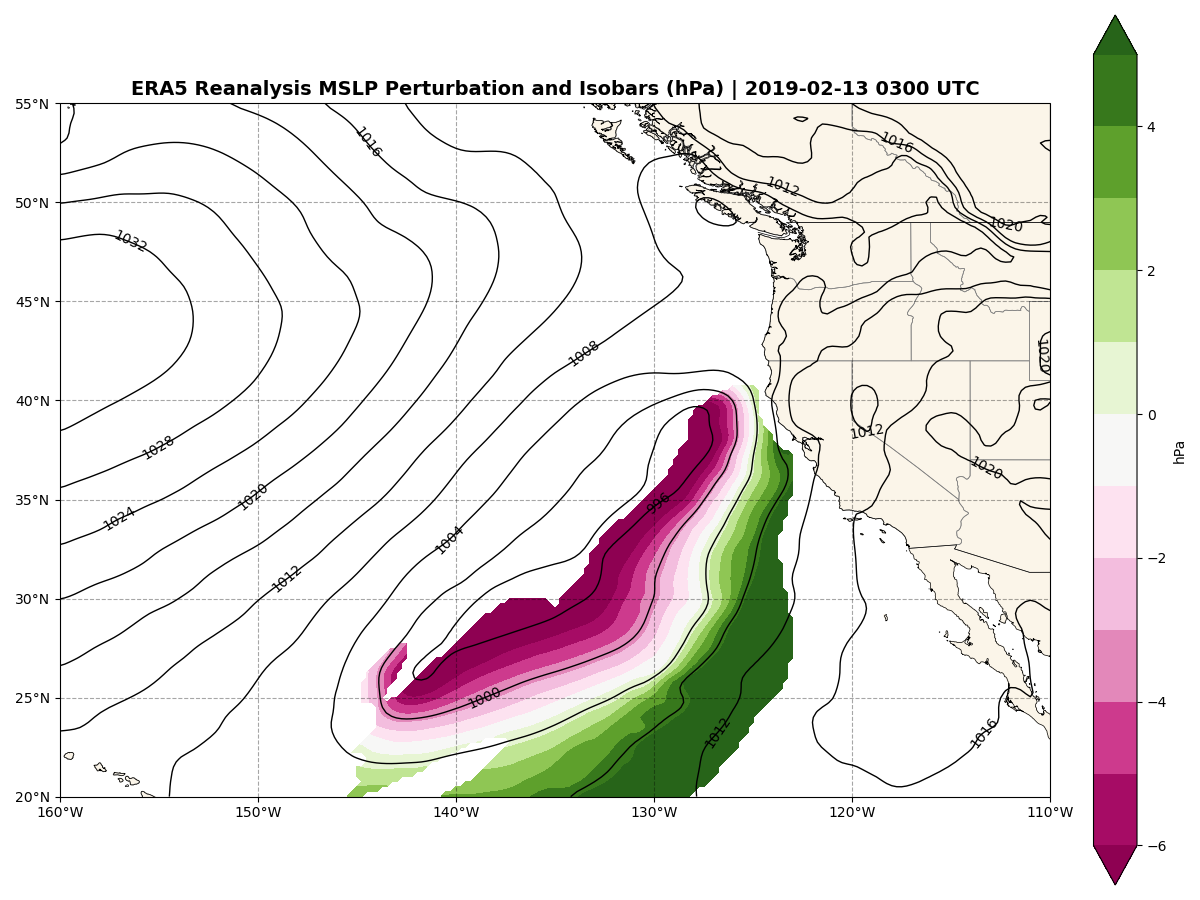 ERA5 Reanalysis MSLP Perturbation and Isobars (hPa) | 2019-02-13 0300 UTC
55°N
50°N
45°N
40°N
35°N
30°N
25°N
20°N
160°W 150°W 140°W 130°W 120°W 110°W
1016
1016
1012
1020
1032
1008
1020
1028
1012
1020
1020
996
1024
1004
1012
1000
1012
1016
4
2
0
−2
−4
−6
hPa